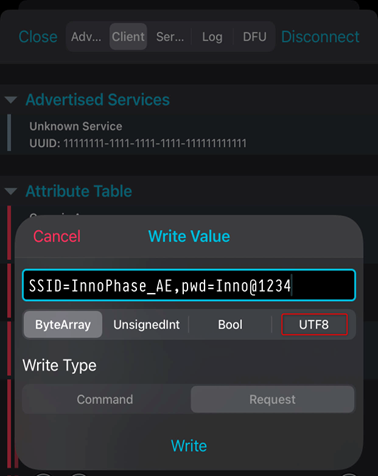 Close Adv... Client Ser... Log DFU Disconnect
Advertised Services
Unknown Service
UUID: 11111111-1111-1111-1111-111111111111
Attribute Table
Cancel Write Value
SSID=InnoPhase_AE,pwd=Inno@1234
ByteArray UnsignedInt Bool UTF8
Write Type
Command Request
Write